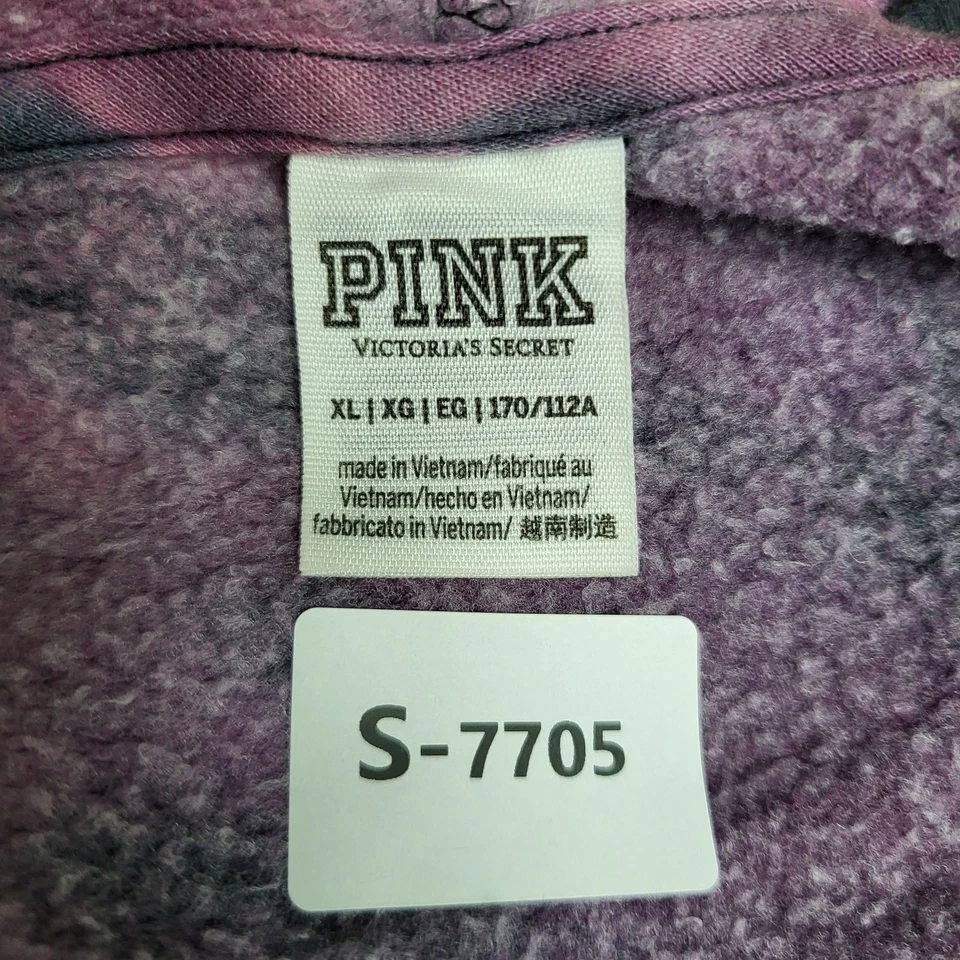 PINK
VICTORIA'S SECRET
XL | XG | EG | 170/112A
made in Vietnam/fabriqué au
Vietnam/hecho en Vietnam/
fabbricato in Vietnam/ 越南制造
S-7705